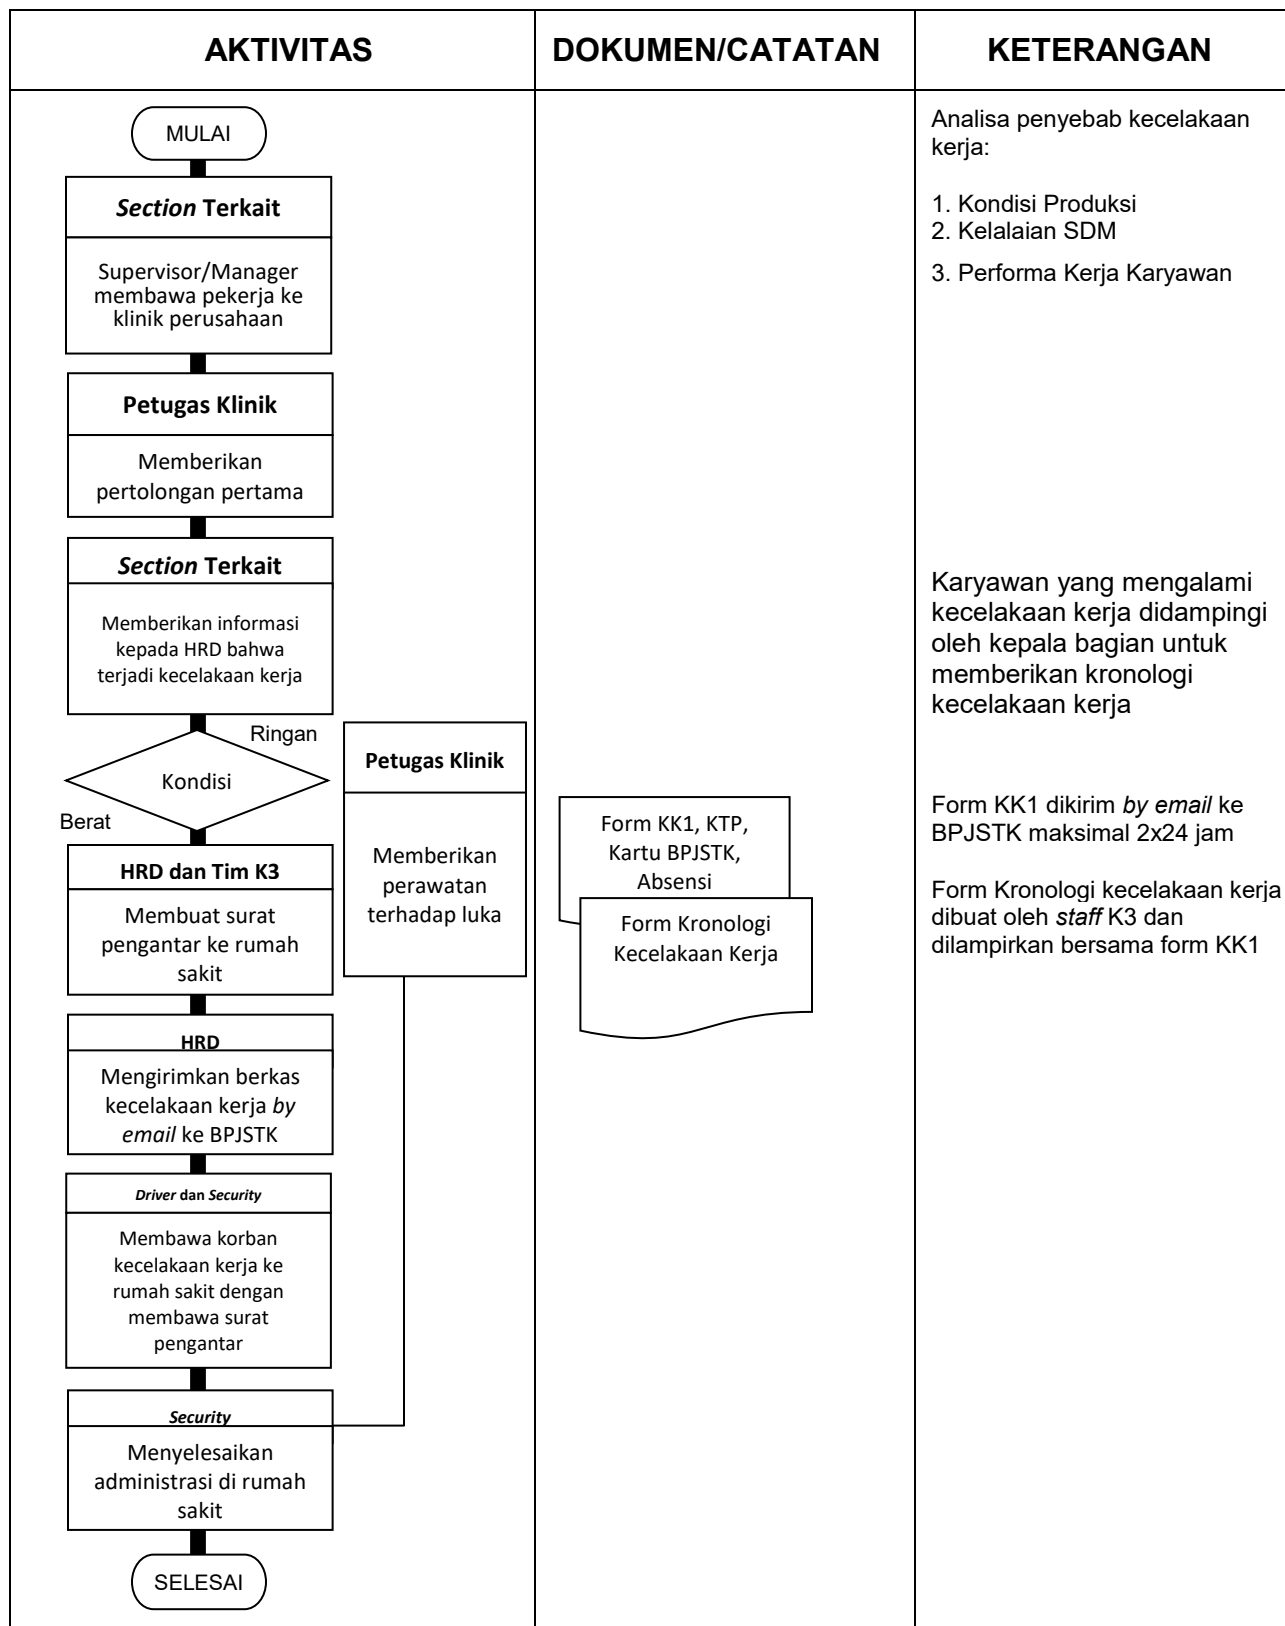 AKTIVITAS
DOKUMEN/CATATAN
KETERANGAN
MULAI
Section Terkait
Supervisor/Manager
membawa pekerja ke
klinik perusahaan
Petugas Klinik
Memberikan
pertolongan pertama
Section Terkait
Memberikan informasi
kepada HRD bahwa
terjadi kecelakaan kerja
Ringan
Kondisi
Berat
Petugas Klinik
Memberikan
perawatan
terhadap luka
HRD dan Tim K3
Membuat surat
pengantar ke rumah
sakit
HRD
Mengirimkan berkas
kecelakaan kerja by
email ke BPJSTK
Driver dan Security
Membawa korban
kecelakaan kerja ke
rumah sakit dengan
membawa surat
pengantar
Security
Menyelesaikan
administrasi di rumah
sakit
SELESAI
Form KK1, KTP,
Kartu BPJSTK,
Absensi
Form Kronologi
Kecelakaan Kerja
Analisa penyebab kecelakaan
kerja:
1. Kondisi Produksi
2. Kelalaian SDM
3. Performa Kerja Karyawan
Karyawan yang mengalami
kecelakaan kerja didampingi
oleh kepala bagian untuk
memberikan kronologi
kecelakaan kerja
Form KK1 dikirim by email ke
BPJSTK maksimal 2x24 jam
Form Kronologi kecelakaan kerja
dibuat oleh staff K3 dan
dilampirkan bersama form KK1